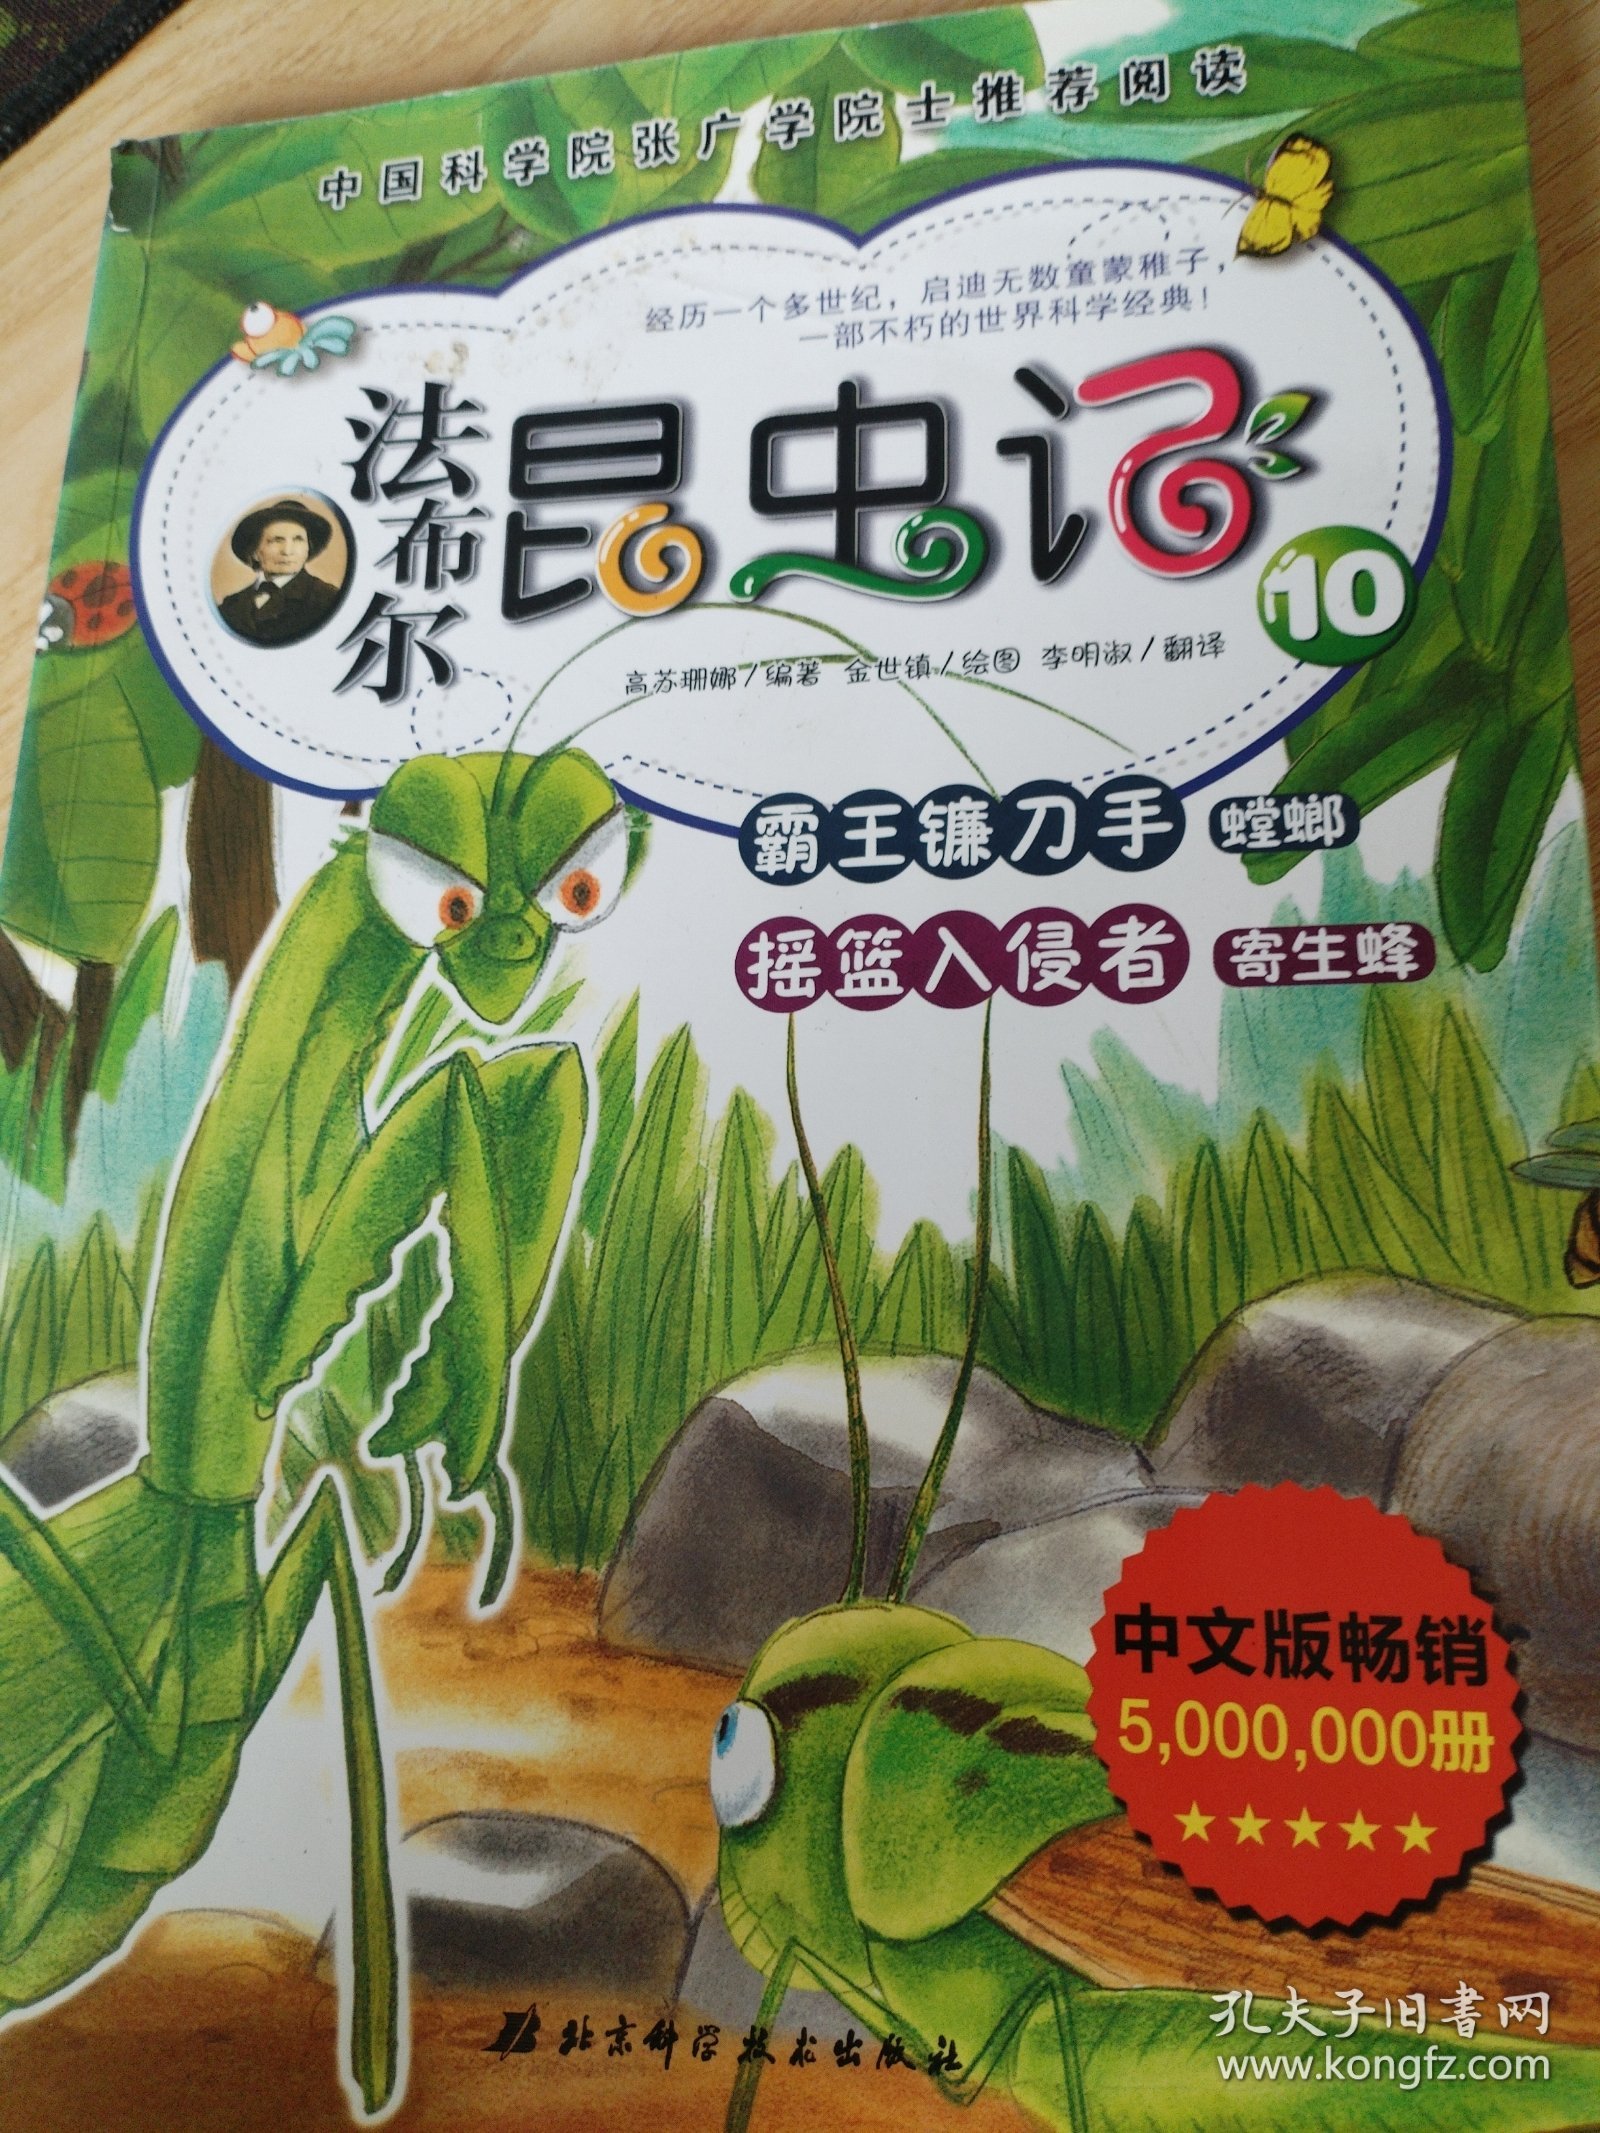 中国科学院张广学院士推荐阅读
经历一个多世纪，启迪无数童蒙稚子，
一部不朽的世界科学经典！
法布尔
昆虫记
10
高苏珊娜/编著 金世镇/绘图 李明淑/翻译
霸王镰刀手 螳螂
摇篮入侵者 寄生蜂
中文版畅销
5,000,000册
北京科学技术出版社
孔夫子旧书网
www.kongfz.com